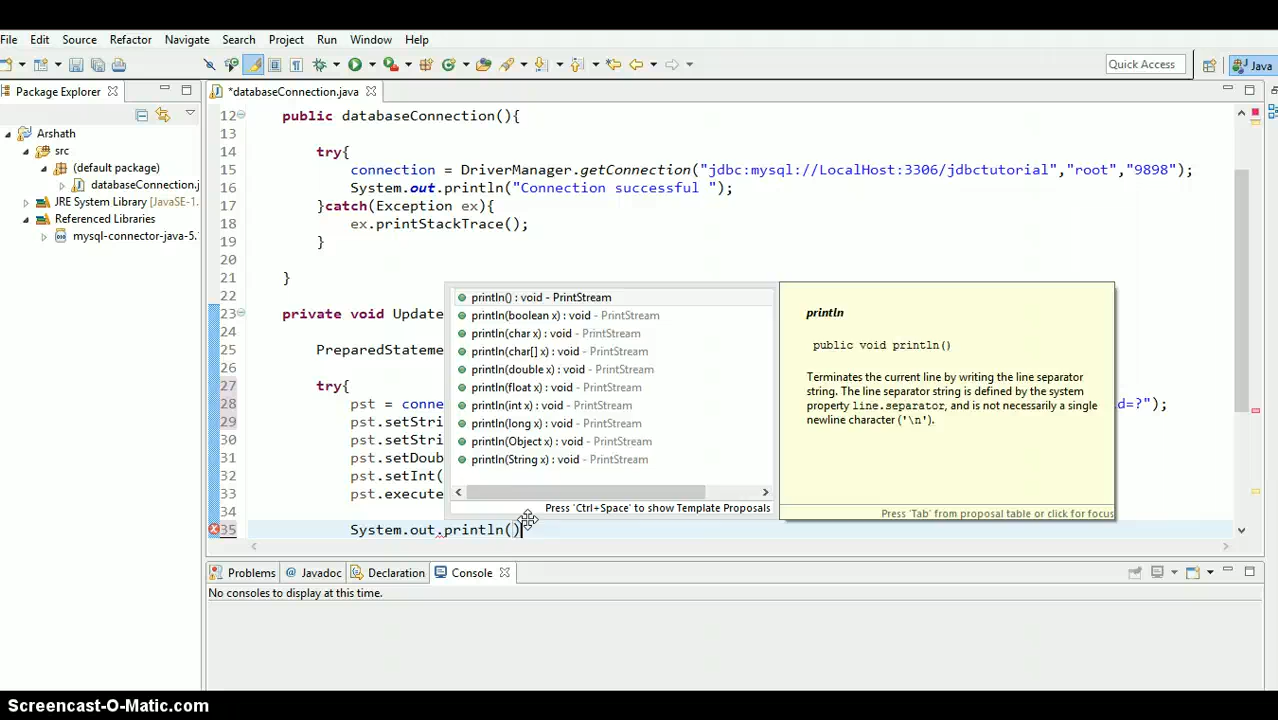 File Edit Source Refactor Navigate Search Project Run Window Help
Quick Access Java
Package Explorer
Arshath
src
(default package)
databaseConnection.j
JRE System Library [JavaSE-1.
Referenced Libraries
mysql-connector-java-5.
*databaseConnection.java
12 public databaseConnection(){
13
14 try{
15 connection = DriverManager.getConnection("jdbc:mysql://LocalHost:3306/jdbctutorial","root","9898");
16 System.out.println("Connection successful ");
17 }catch(Exception ex){
18 ex.printStackTrace();
19 }
20
21 }
22
23 private void Update
24
25 PreparedStateme
26
27 try{
28 pst = conne d=?");
29 pst.setStri
30 pst.setStri
31 pst.setDoub
32 pst.setInt(
33 pst.execute
34
35 System.out.println()
println() : void - PrintStream
println(boolean x) : void - PrintStream
println(char x) : void - PrintStream
println(char[] x) : void - PrintStream
println(double x) : void - PrintStream
println(float x) : void - PrintStream
println(int x) : void - PrintStream
println(long x) : void - PrintStream
println(Object x) : void - PrintStream
println(String x) : void - PrintStream
Press 'Ctrl+Space' to show Template Proposals
println
public void println()
Terminates the current line by writing the line separator
string. The line separator string is defined by the system
property line.separator, and is not necessarily a single
newline character ('\n').
Press 'Tab' from proposal table or click for focus
Problems Javadoc Declaration Console
No consoles to display at this time.
Screencast-O-Matic.com